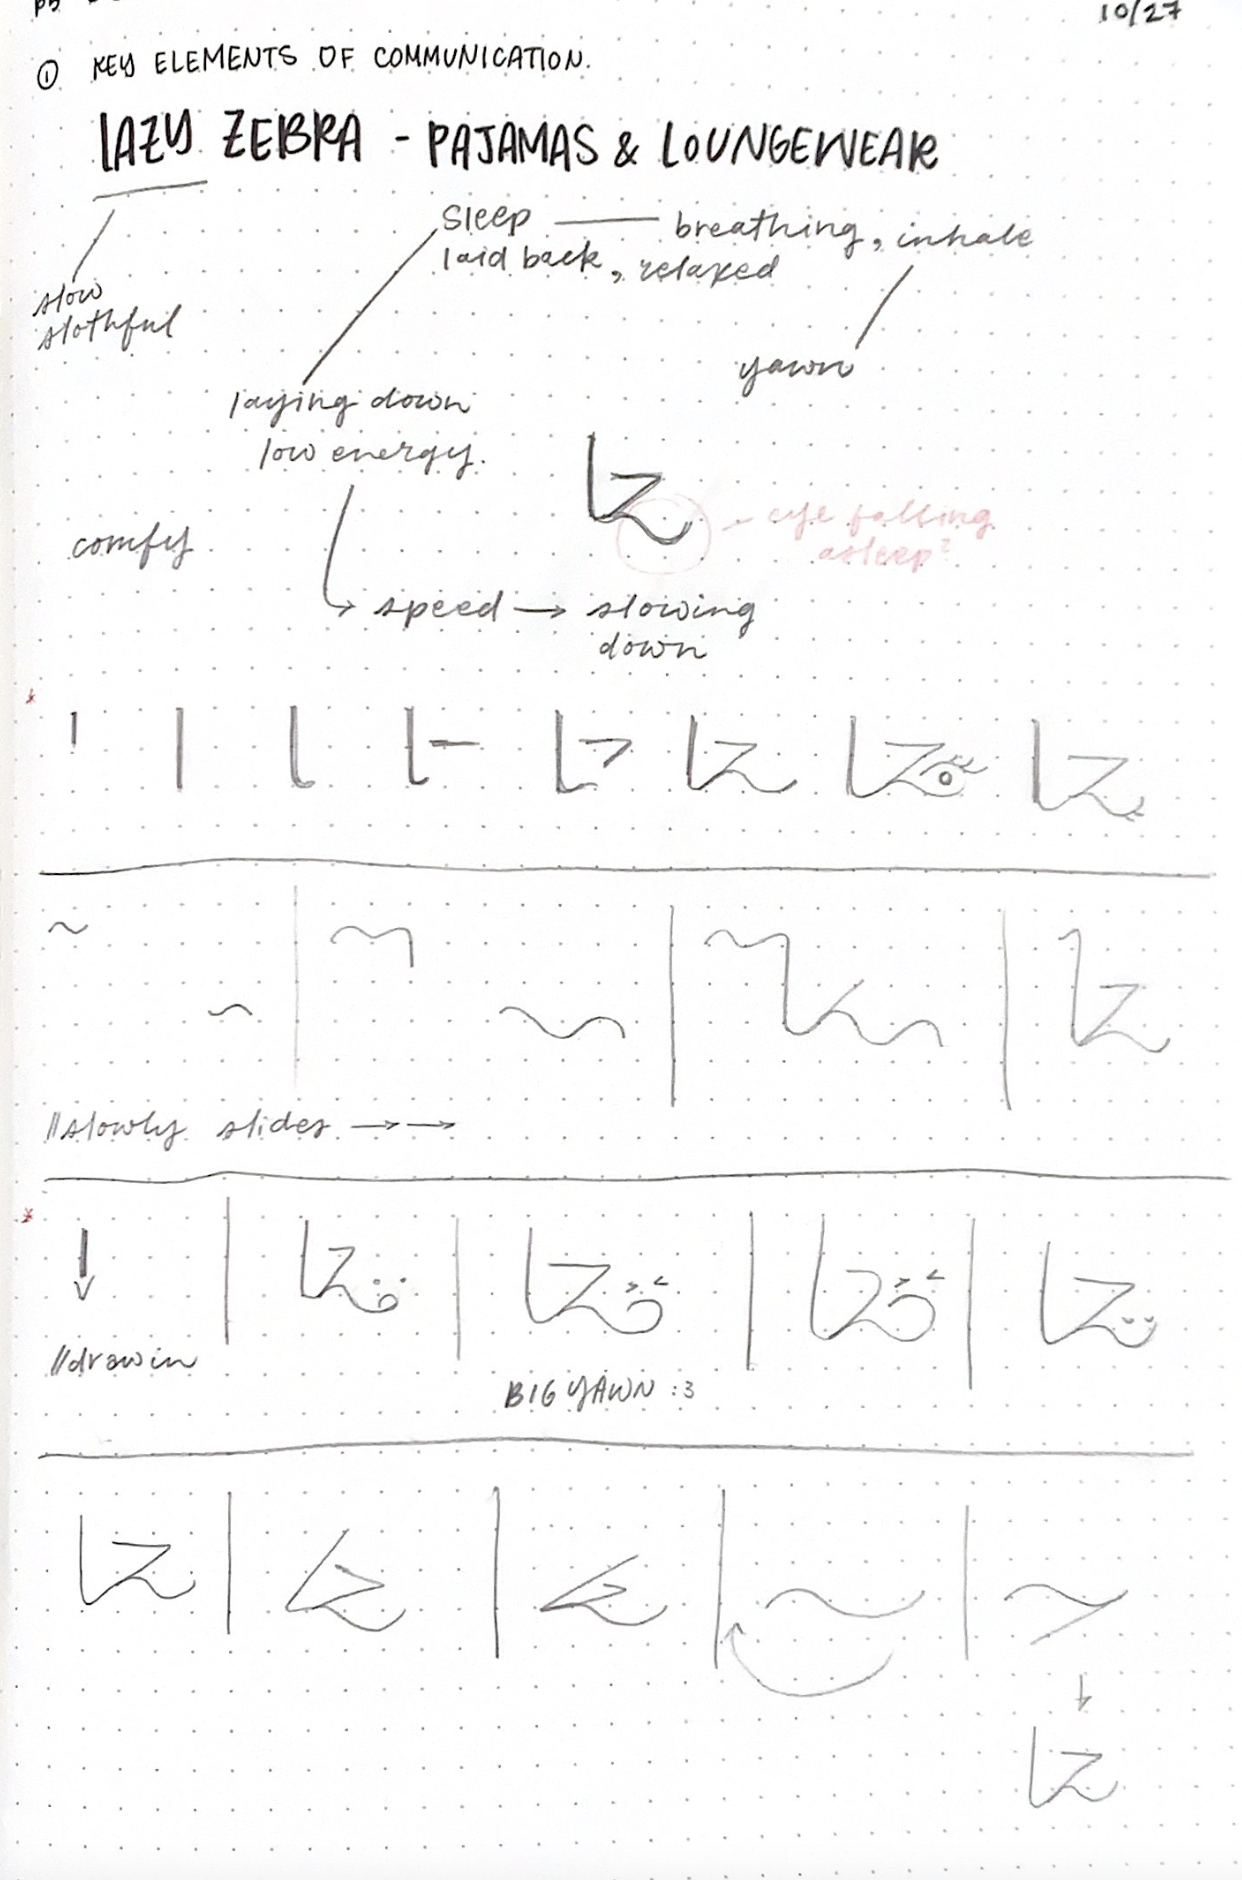 10/27
① KEY ELEMENTS OF COMMUNICATION.
LAZY ZEBRA - PAJAMAS & LOUNGEWEAR
Sleep
breathing, inhale
laid back, relaxed
slow
slothful
yawn
laying down
low energy.
LZ
- eye falling
asleep?
comfy
speed → slowing
down
//slowly slides →→
//draw in
BIG YAWN :3